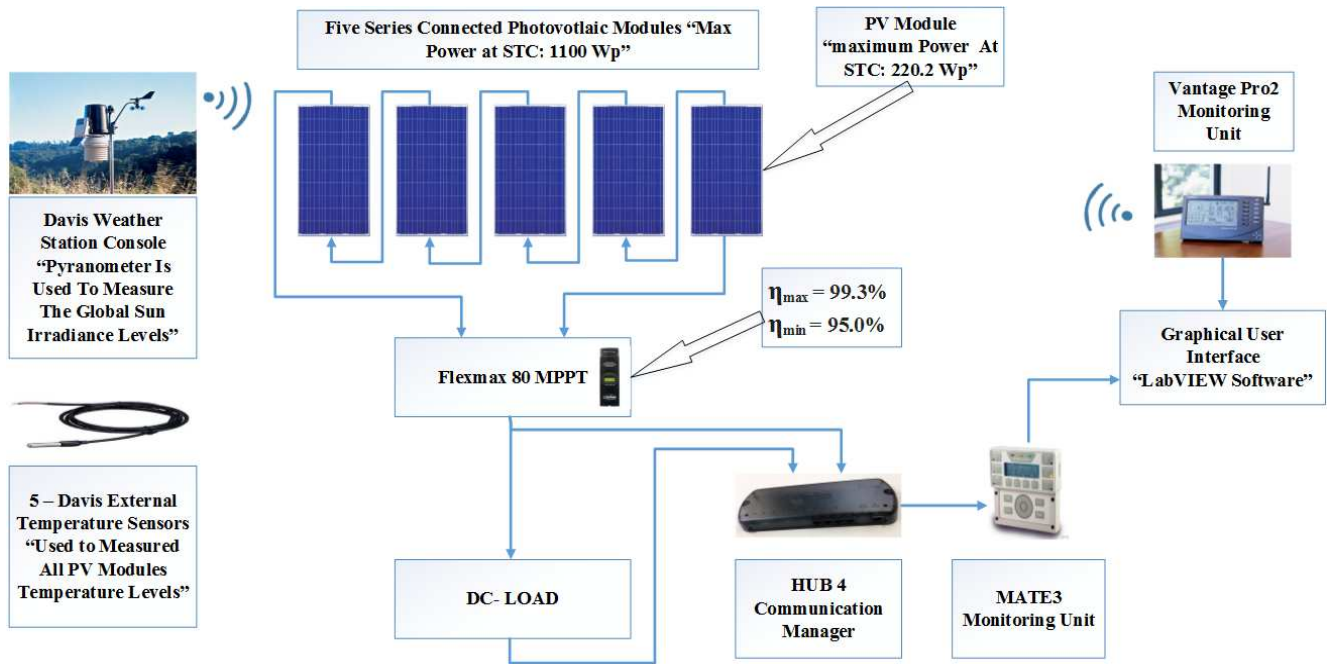 Five Series Connected Photovotlaic Modules “Max
Power at STC: 1100 Wp”
PV Module
“maximum Power At
STC: 220.2 Wp”
Vantage Pro2
Monitoring
Unit
Davis Weather
Station Console
“Pyranometer Is
Used To Measure
The Global Sun
Irradiance Levels”
ηmax = 99.3%
ηmin = 95.0%
Flexmax 80 MPPT
Graphical User
Interface
“LabVIEW Software”
5 – Davis External
Temperature Sensors
“Used to Measured
All PV Modules
Temperature Levels”
DC- LOAD
HUB 4
Communication
Manager
MATE3
Monitoring Unit